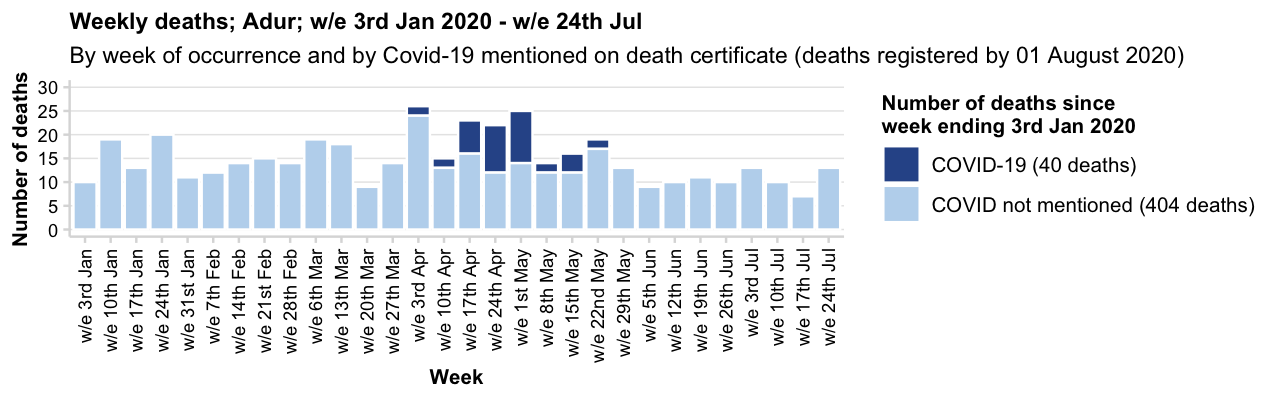 Weekly deaths; Adur; w/e 3rd Jan 2020 - w/e 24th Jul
By week of occurrence and by Covid-19 mentioned on death certificate (deaths registered by 01 August 2020)
Number of deaths
30
25
20
15
10
5
0
w/e 3rd Jan
w/e 10th Jan
w/e 17th Jan
w/e 24th Jan
w/e 31st Jan
w/e 7th Feb
w/e 14th Feb
w/e 21st Feb
w/e 28th Feb
w/e 6th Mar
w/e 13th Mar
w/e 20th Mar
w/e 27th Mar
w/e 3rd Apr
w/e 10th Apr
w/e 17th Apr
w/e 24th Apr
w/e 1st May
w/e 8th May
w/e 15th May
w/e 22nd May
w/e 29th May
w/e 5th Jun
w/e 12th Jun
w/e 19th Jun
w/e 26th Jun
w/e 3rd Jul
w/e 10th Jul
w/e 17th Jul
w/e 24th Jul
Week
Number of deaths since
week ending 3rd Jan 2020
COVID-19 (40 deaths)
COVID not mentioned (404 deaths)